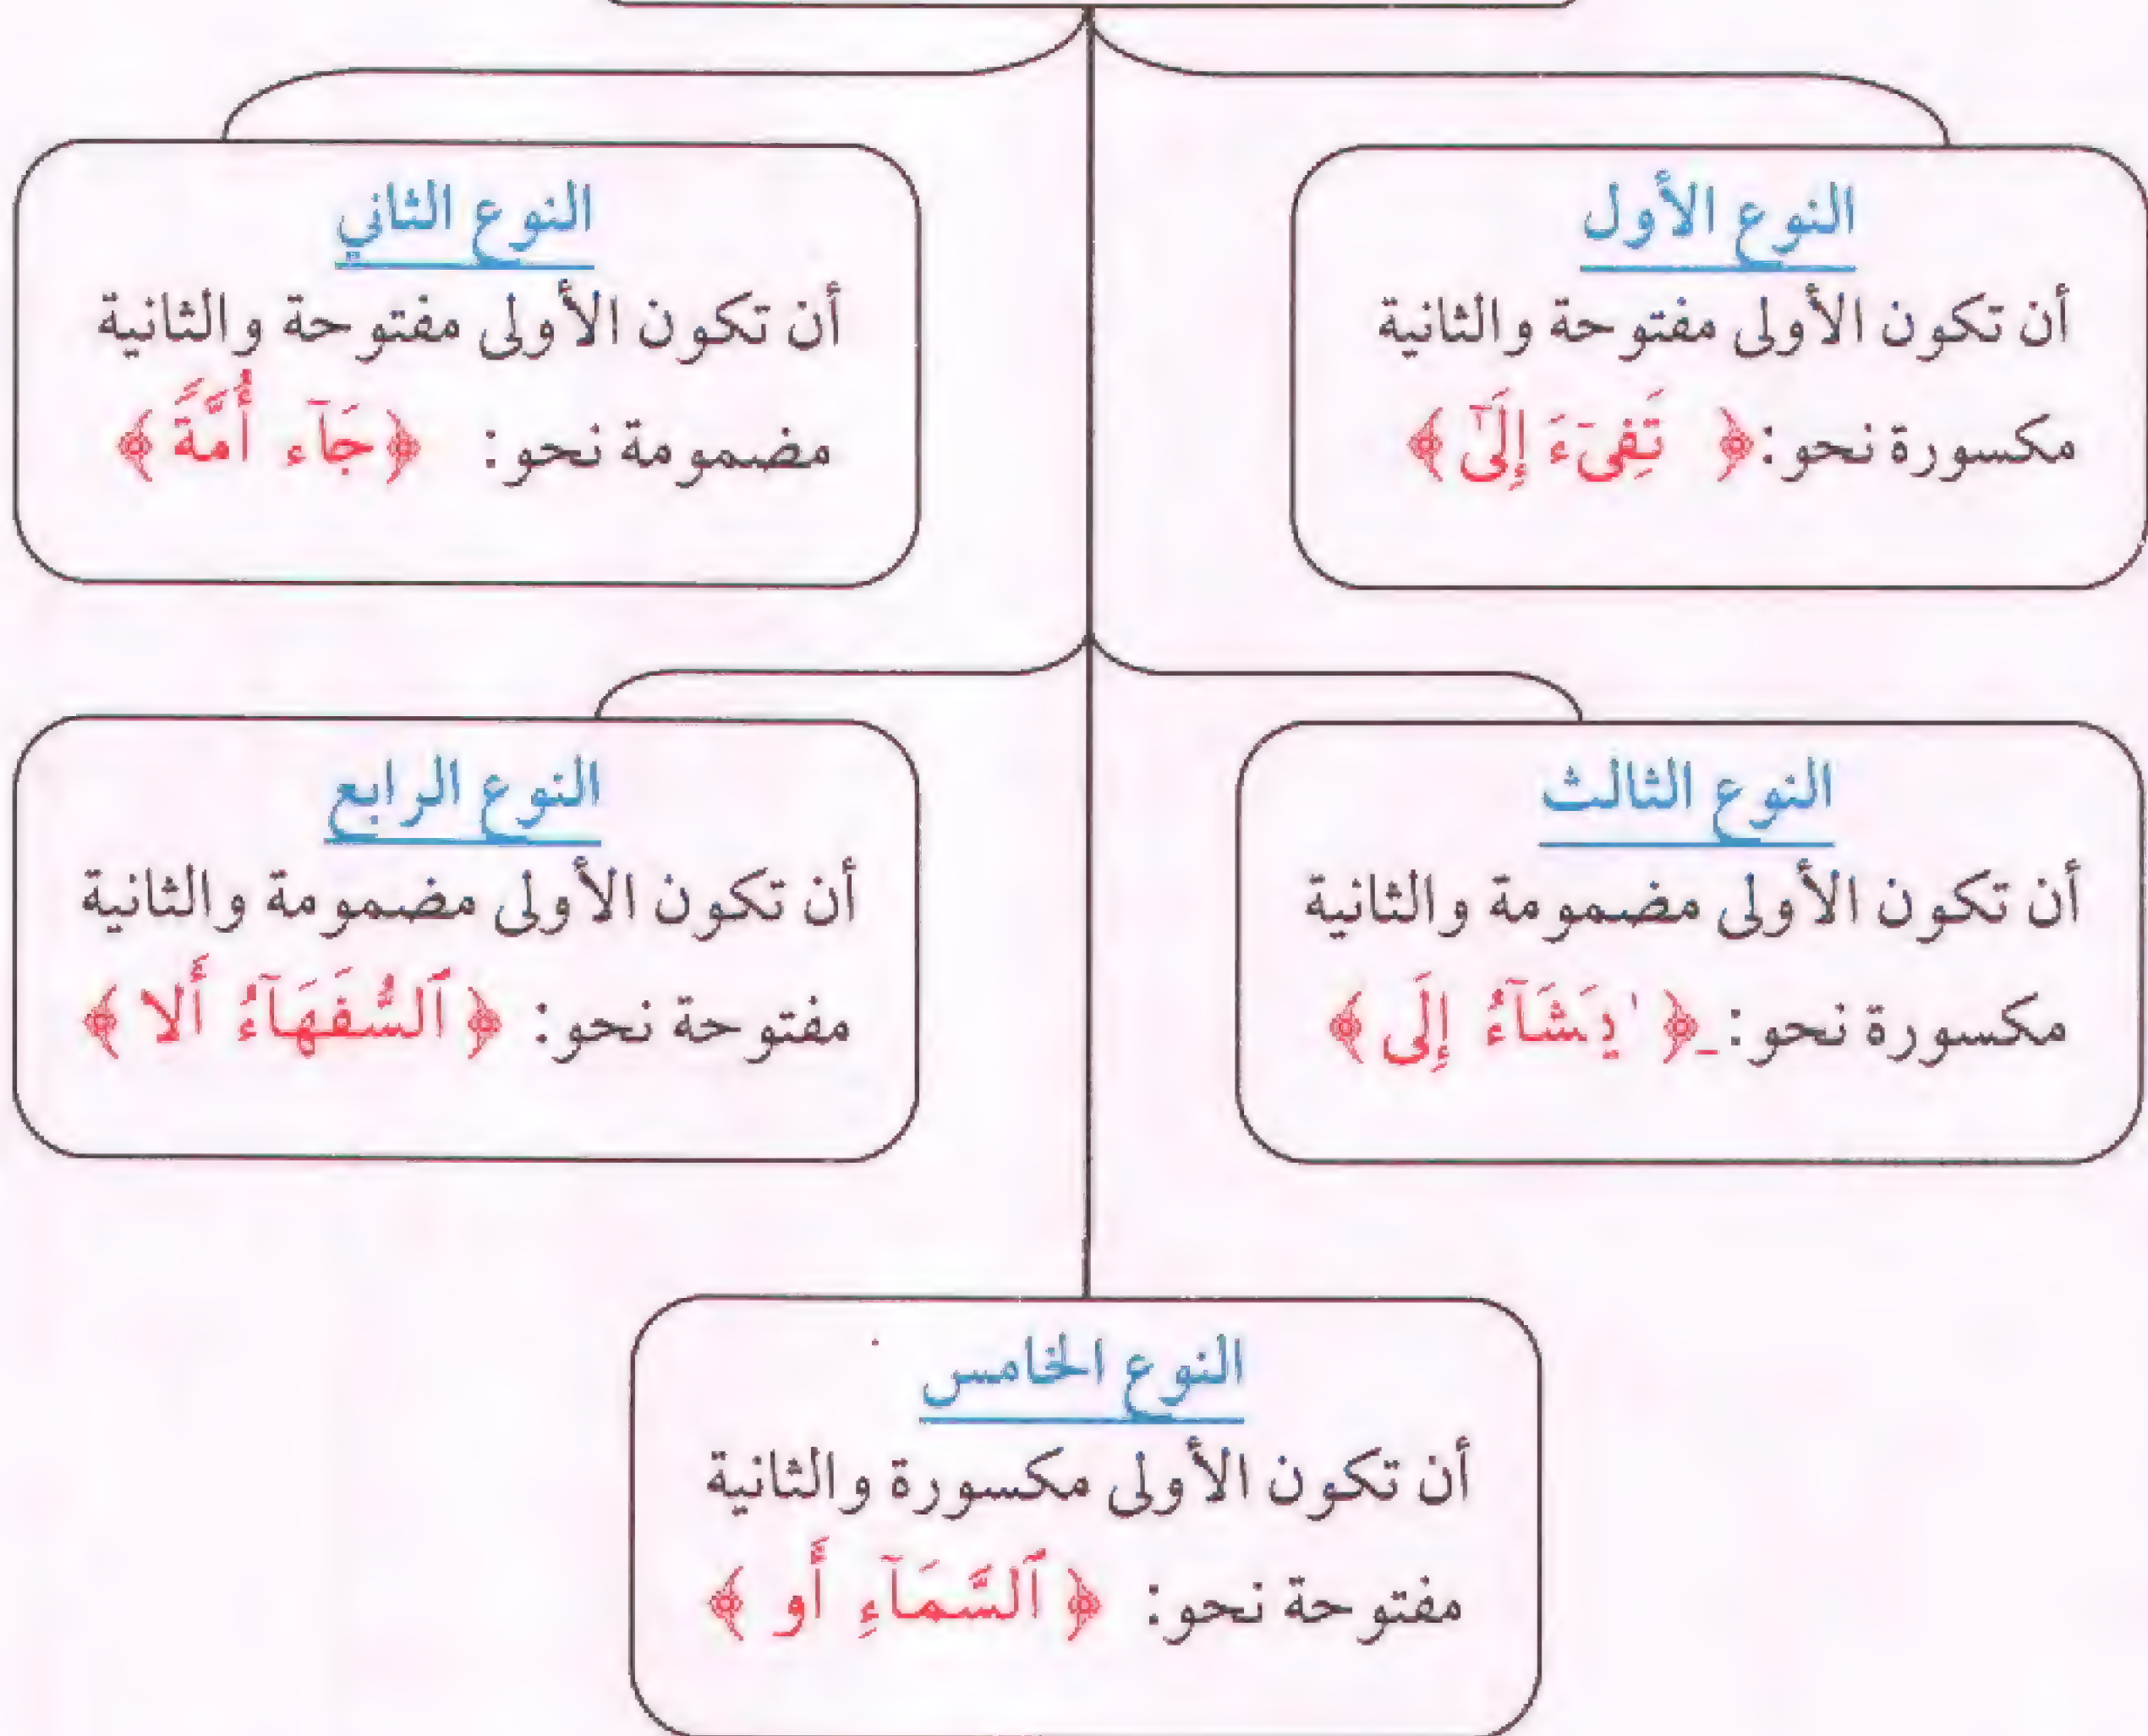 النوع الأول
أن تكون الأولى مفتوحة والثانية
مكسورة نحو: ﴿ تَفِيٓءَ إِلَىٰٓ ﴾
النوع الثاني
أن تكون الأولى مفتوحة والثانية
مضمومة نحو: ﴿جَآء أُمَّةً﴾
النوع الثالث
أن تكون الأولى مضمومة والثانية
مكسورة نحو: ﴿ يَشَآءُ إِلَى ﴾
النوع الرابع
أن تكون الأولى مضمومة والثانية
مفتوحة نحو: ﴿ ٱلسُّفَهَآءُ أَلا ﴾
النوع الخامس
أن تكون الأولى مكسورة والثانية
مفتوحة نحو: ﴿ ٱلسَّمَآءِ أَو ﴾